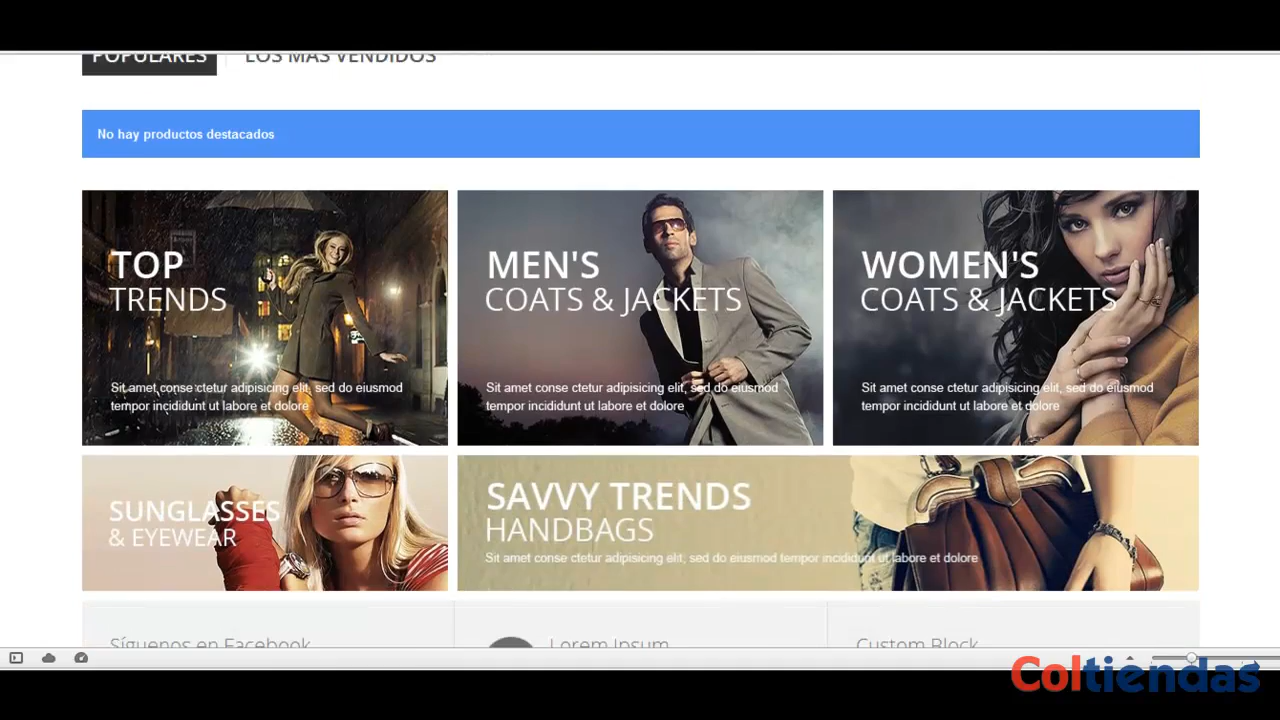 POPULARES
LOS MAS VENDIDOS
No hay productos destacados
TOP
TRENDS
Sit amet conse ctetur adipisicing elit, sed do eiusmod
tempor incididunt ut labore et dolore
MEN'S
COATS & JACKETS
Sit amet conse ctetur adipisicing elit, sed do eiusmod
tempor incididunt ut labore et dolore
WOMEN'S
COATS & JACKETS
Sit amet conse ctetur adipisicing elit, sed do eiusmod
tempor incididunt ut labore et dolore
SUNGLASSES
& EYEWEAR
SAVVY TRENDS
HANDBAGS
Sit amet conse ctetur adipisicing elit, sed do eiusmod tempor incididunt ut labore et dolore
Síguenos en Facebook
Lorem Ipsum
Custom Block
Coltiendas